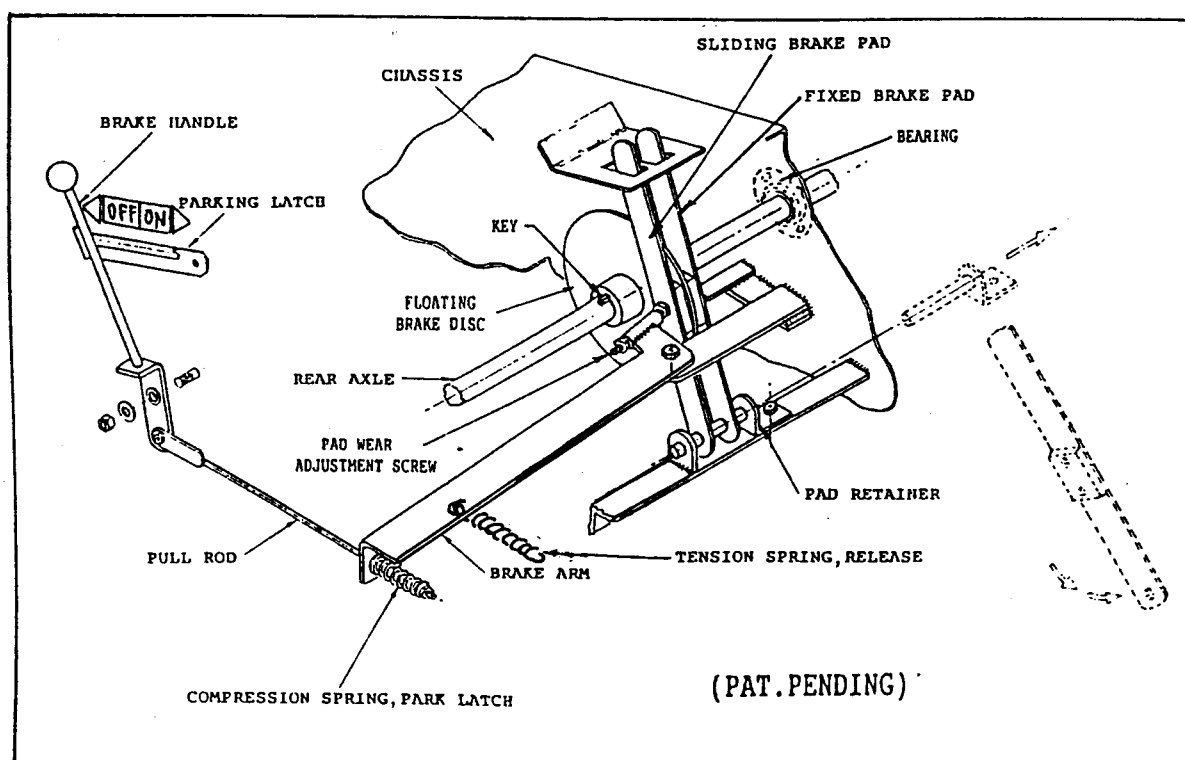 SLIDING BRAKE PAD
CHASSIS
FIXED BRAKE PAD
BRAKE HANDLE
BEARING
OFF ON
PARKING LATCH
KEY
FLOATING
BRAKE DISC
REAR AXLE
PAD WEAR
ADJUSTMENT SCREW
PAD RETAINER
PULL ROD
TENSION SPRING, RELEASE
BRAKE ARM
COMPRESSION SPRING, PARK LATCH
(PAT.PENDING)